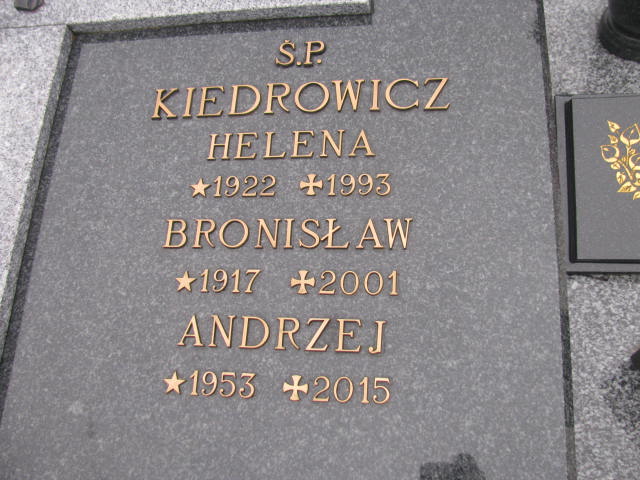 Ś.P.
KIEDROWICZ
HELENA
★1922 ✠1993
BRONISŁAW
★1917 ✠2001
ANDRZEJ
★1953 ✠2015